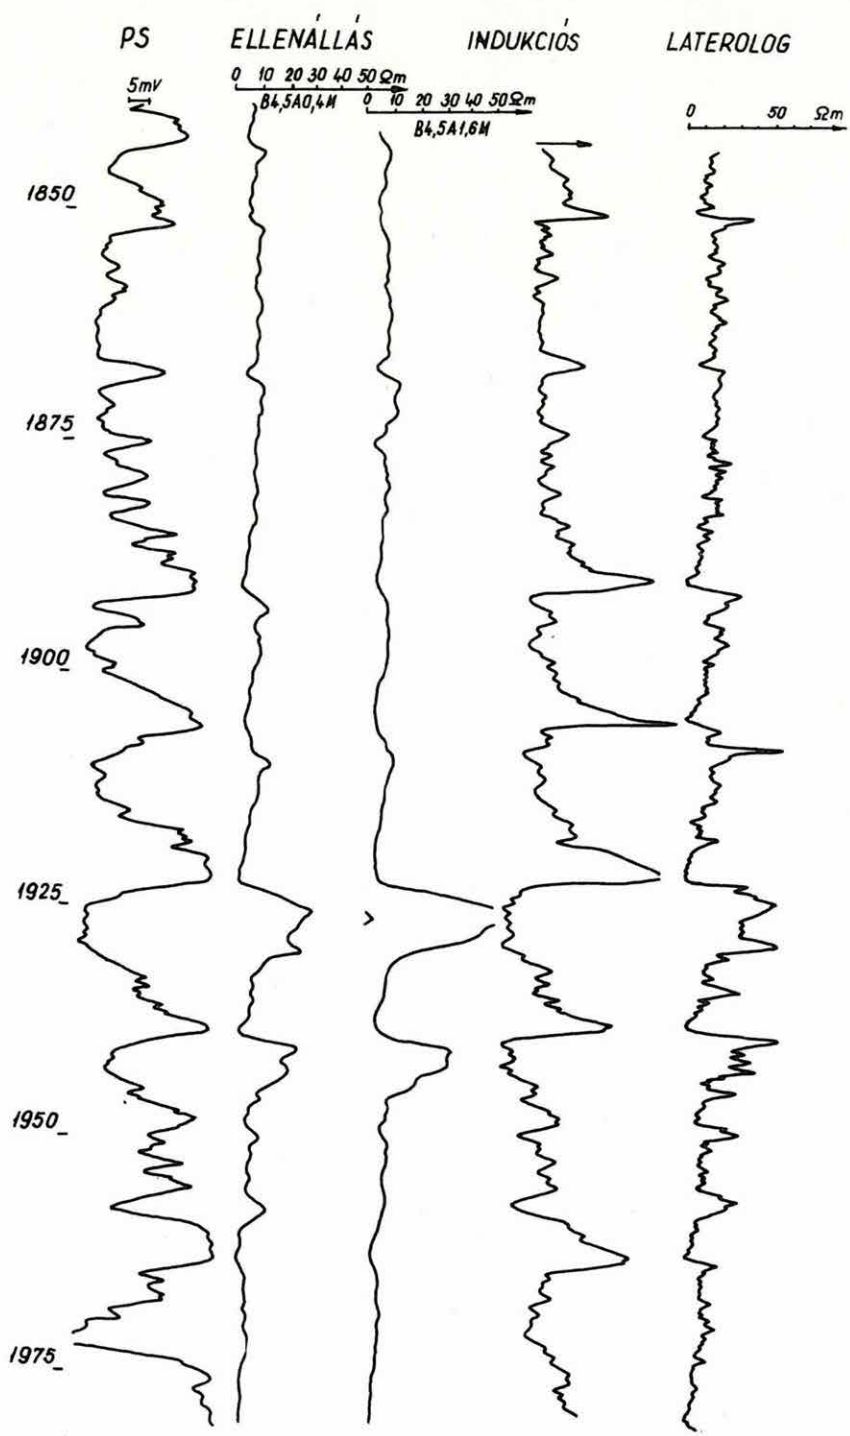 PS ELLENÁLLÁS INDUKCIÓS LATEROLOG
5mV 0 10 20 30 40 50 Ωm 0 50 Ωm
B4,5A0,4M 0 10 20 30 40 50 Ωm
B4,5A1,6M
1850
1875
1900
1925
1950
1975